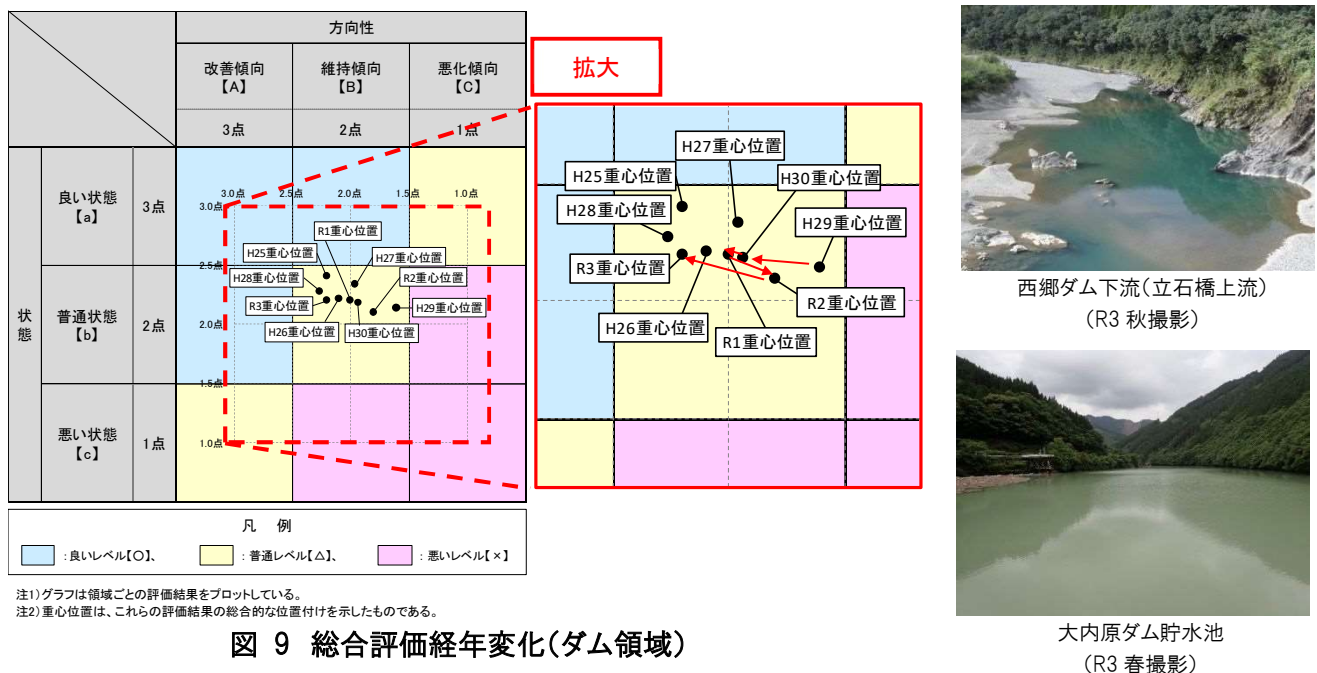 方向性
改善傾向
【A】
維持傾向
【B】
悪化傾向
【C】
3点
2点
1点
状態
良い状態
【a】
3点
普通状態
【b】
2点
悪い状態
【c】
1点
3.0点
2.5点
2.0点
1.5点
1.0点
3.0点
2.5点
2.0点
1.5点
1.0点
R1重心位置
H25重心位置
H27重心位置
H28重心位置
R2重心位置
R3重心位置
H29重心位置
H26重心位置
H30重心位置
拡大
H27重心位置
H25重心位置
H30重心位置
H28重心位置
H29重心位置
R3重心位置
R2重心位置
H26重心位置
R1重心位置
凡 例
:良いレベル【○】、
:普通レベル【△】、
:悪いレベル【×】
注1)グラフは領域ごとの評価結果をプロットしている。
注2)重心位置は、これらの評価結果の総合的な位置付けを示したものである。
図 9 総合評価経年変化(ダム領域)
西郷ダム下流(立石橋上流)
(R3 秋撮影)
大内原ダム貯水池
(R3 春撮影)